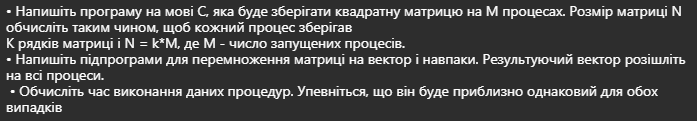 • Напишіть програму на мові C, яка буде зберігати квадратну матрицю на M процесах. Розмір матриці N
обчисліть таким чином, щоб кожний процес зберігав
K рядків матриці і N = k*M, де M - число запущених процесів.
• Напишіть підпрограми для перемноження матриці на вектор і навпаки. Результуючий вектор розішліть
на всі процеси.
• Обчисліть час виконання даних процедур. Упевніться, що він буде приблизно однаковий для обох
випадків